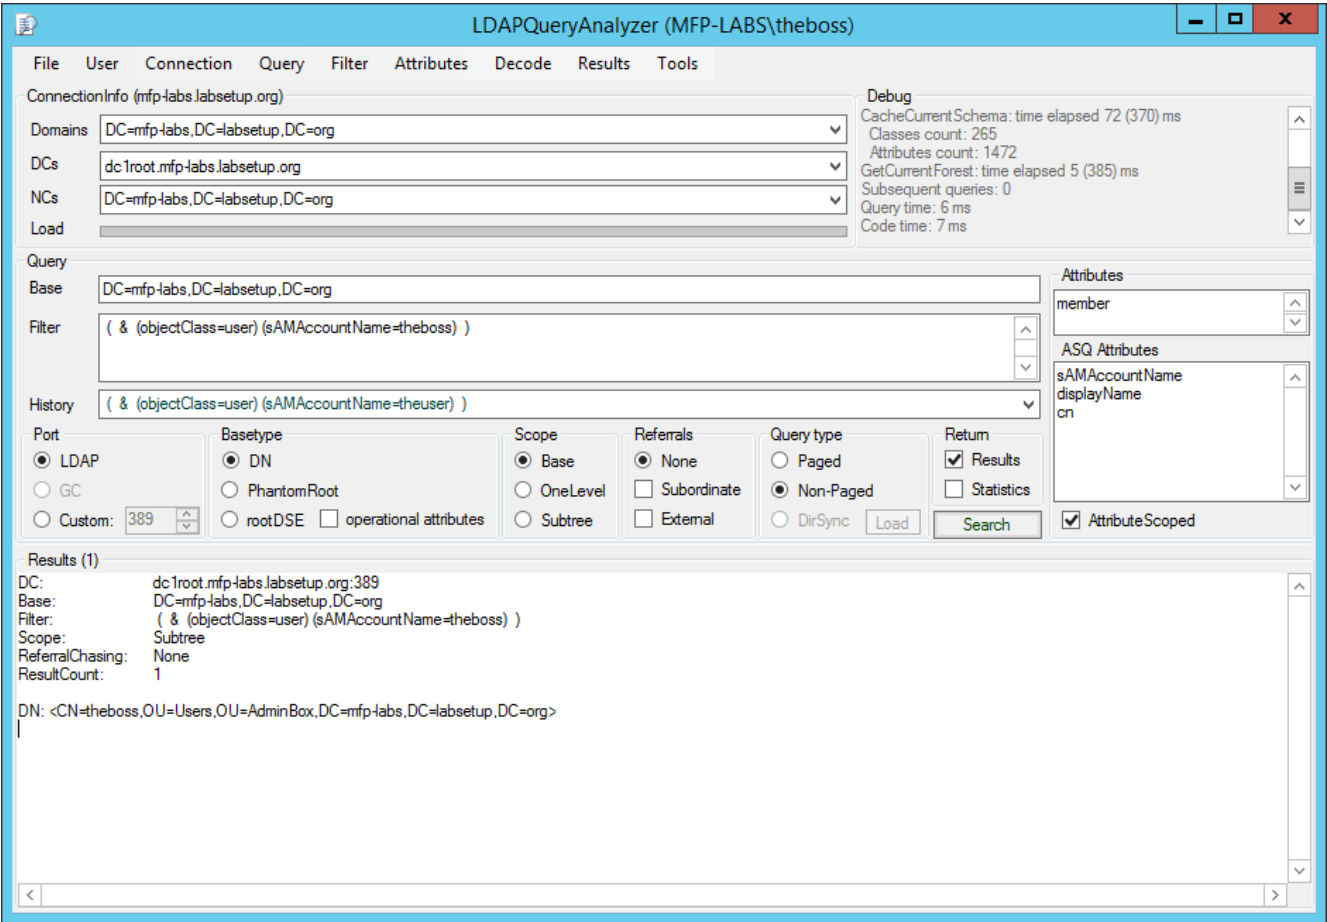 LDAPQueryAnalyzer (MFP-LABS\theboss)
File User Connection Query Filter Attributes Decode Results Tools
ConnectionInfo (mfp-labs.labsetup.org)
Domains DC=mfp-labs,DC=labsetup,DC=org
DCs dc1root.mfp-labs.labsetup.org
NCs DC=mfp-labs,DC=labsetup,DC=org
Load
Debug
CacheCurrentSchema: time elapsed 72 (370) ms
Classes count: 265
Attributes count: 1472
GetCurrentForest: time elapsed 5 (385) ms
Subsequent queries: 0
Query time: 6 ms
Code time: 7 ms
Query
Base DC=mfp-labs,DC=labsetup,DC=org
Filter ( & (objectClass=user) (sAMAccountName=theboss) )
History ( & (objectClass=user) (sAMAccountName=theuser) )
Attributes
member
ASQ Attributes
sAMAccountName
displayName
cn
AttributeScoped
Port Basetype Scope Referrals Query type Return
LDAP DN Base None Paged Results
GC PhantomRoot OneLevel Subordinate Non-Paged Statistics
Custom: 389 rootDSE operational attributes Subtree External DirSync Load Search
Results (1)
DC: dc1root.mfp-labs.labsetup.org:389
Base: DC=mfp-labs,DC=labsetup,DC=org
Filter: ( & (objectClass=user) (sAMAccountName=theboss) )
Scope: Subtree
ReferralChasing: None
ResultCount: 1
DN: <CN=theboss,OU=Users,OU=AdminBox,DC=mfp-labs,DC=labsetup,DC=org>